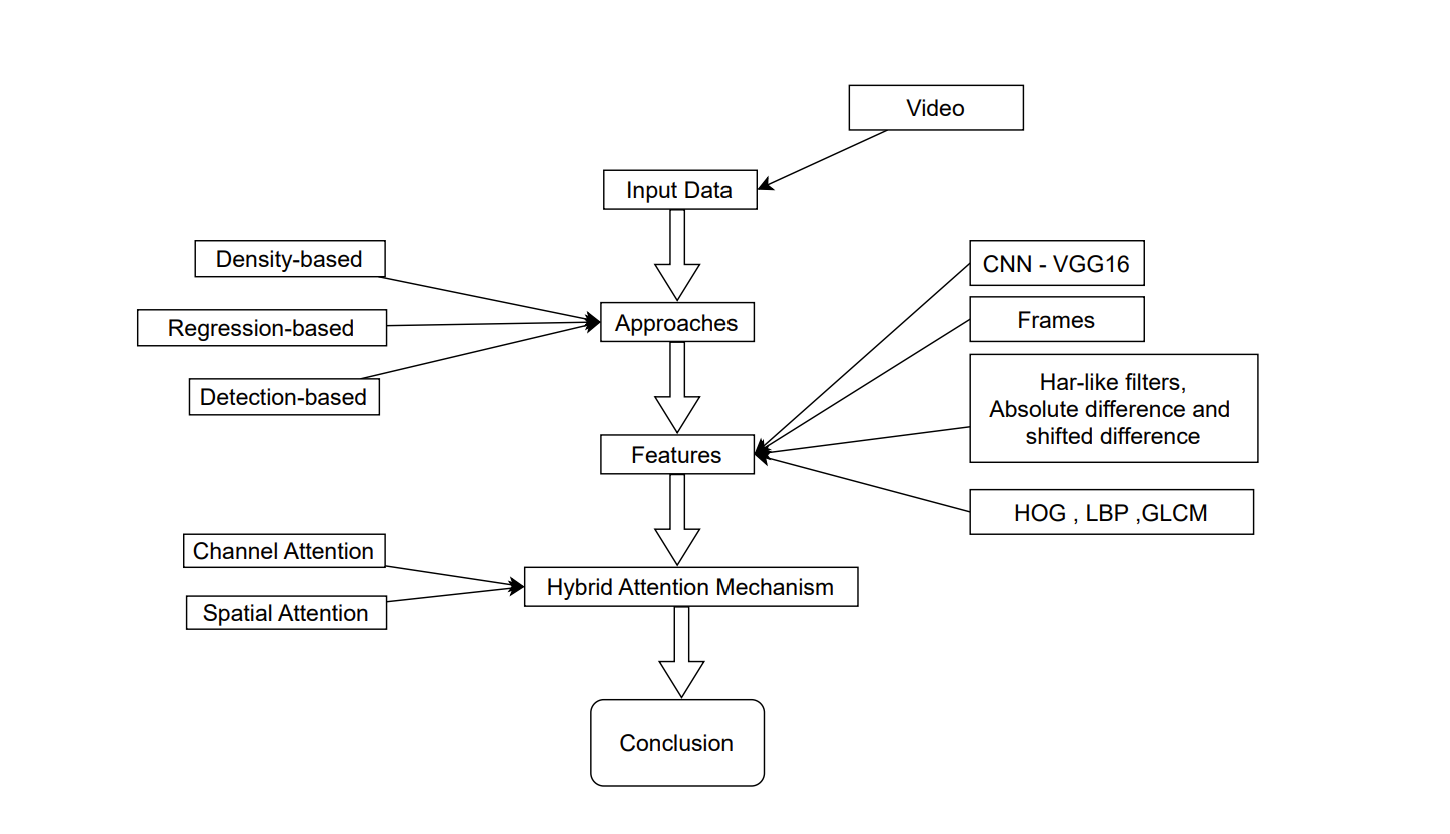 Video
Input Data
Density-based
CNN - VGG16
Regression-based
Approaches
Frames
Detection-based
Har-like filters,
Absolute difference and
shifted difference
Features
HOG , LBP ,GLCM
Channel Attention
Hybrid Attention Mechanism
Spatial Attention
Conclusion